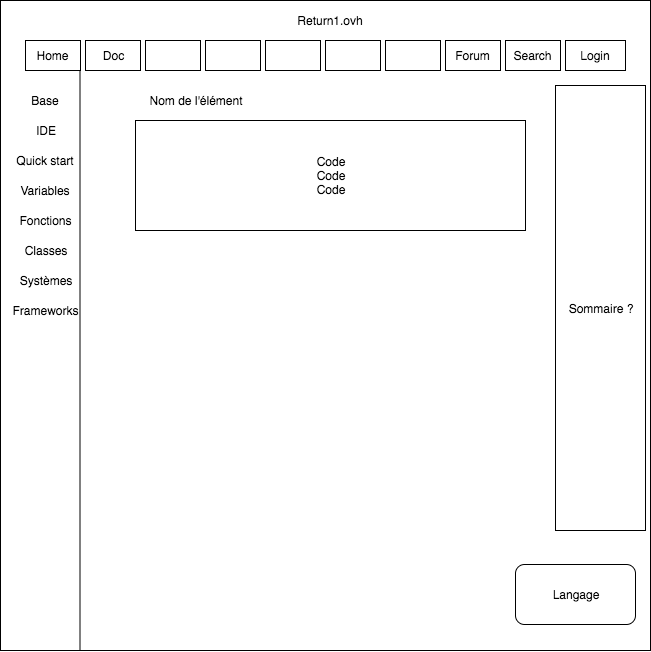 Return1.ovh
Home
Doc
Forum
Search
Login
Base
IDE
Quick start
Variables
Fonctions
Classes
Systèmes
Frameworks
Nom de l'élément
Code
Code
Code
Sommaire ?
Langage